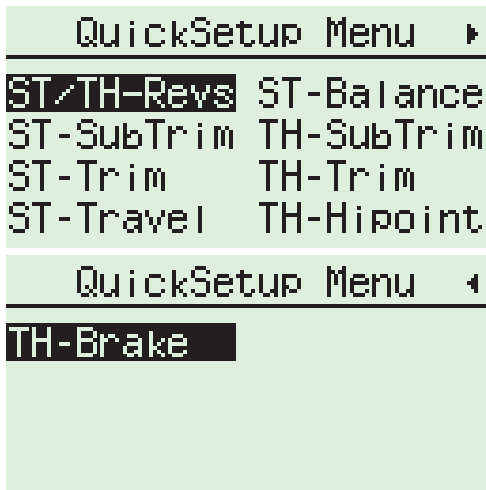 QuickSetup Menu
ST/TH-Revs ST-Balance
ST-SubTrim TH-SubTrim
ST-Trim TH-Trim
ST-Travel TH-Hipoint
QuickSetup Menu
TH-Brake